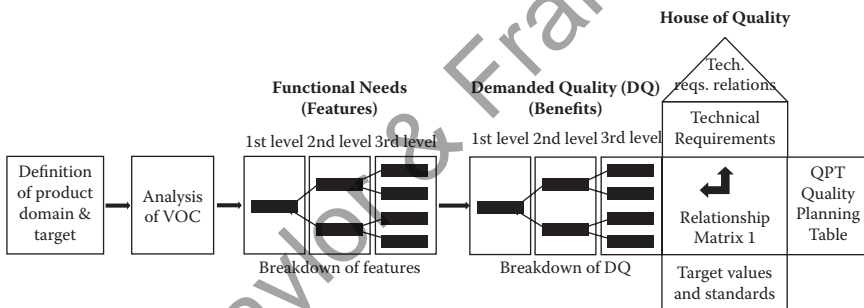 House of Quality
Tech.
reqs. relations
Functional Needs
(Features)
Demanded Quality (DQ)
(Benefits)
Technical
Requirements
1st level 2nd level 3rd level
1st level 2nd level 3rd level
Definition
of product
domain &
target
Analysis
of VOC
Relationship
Matrix 1
QPT
Quality
Planning
Table
Breakdown of features
Breakdown of DQ
Target values
and standards
aylor & Fra